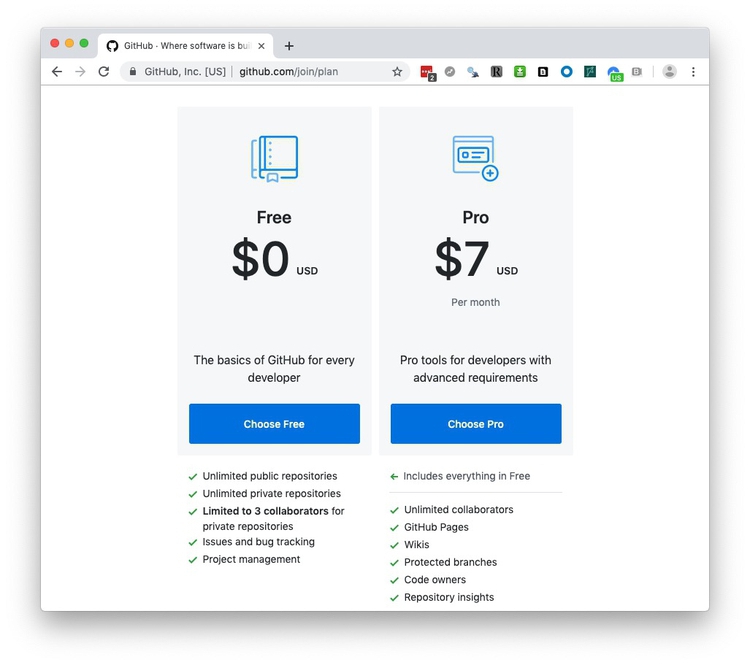 GitHub · Where software is bui
GitHub, Inc. [US] | github.com/join/plan
2
US
Free
$0 USD
The basics of GitHub for every
developer
Choose Free
Unlimited public repositories
Unlimited private repositories
Limited to 3 collaborators for
private repositories
Issues and bug tracking
Project management
Pro
$7 USD
Per month
Pro tools for developers with
advanced requirements
Choose Pro
Includes everything in Free
Unlimited collaborators
GitHub Pages
Wikis
Protected branches
Code owners
Repository insights